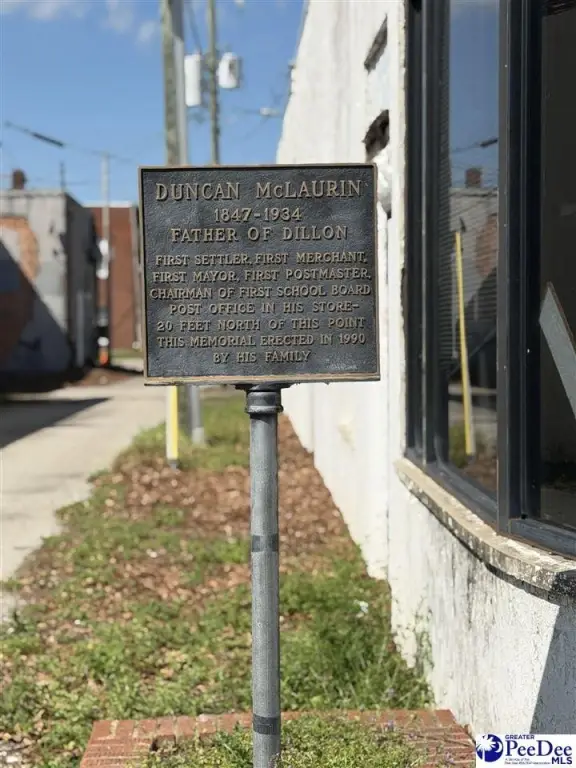 DUNCAN McLAURIN
1847-1934
FATHER OF DILLON
FIRST SETTLER, FIRST MERCHANT,
FIRST MAYOR, FIRST POSTMASTER,
CHAIRMAN OF FIRST SCHOOL BOARD
POST OFFICE IN HIS STORE-
20 FEET NORTH OF THIS POINT
THIS MEMORIAL ERECTED IN 1990
BY HIS FAMILY
GREATER
PeeDee
MLS